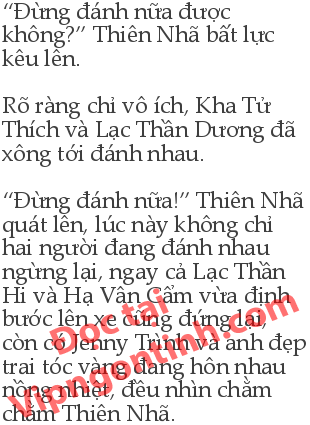 “Đừng đánh nữa được
không?” Thiên Nhã bất lực
kêu lên.
Rõ ràng chỉ vô ích, Kha Tử
Thích và Lạc Thần Dương đã
xông tới đánh nhau.
“Đừng đánh nữa!” Thiên Nhã
quát lên, lúc này không chỉ
hai người đang đánh nhau
ngừng lại, ngay cả Lạc Thần
Hi và Hạ Vân Cẩm vừa định
bước lên xe cũng đứng lại,
còn có Jenny Trịnh và anh đẹp
trai tóc vàng đang hôn nhau
nồng nhiệt, đều nhìn chằm
chằm Thiên Nhã.
Đọc tại
Vipngontinh.com